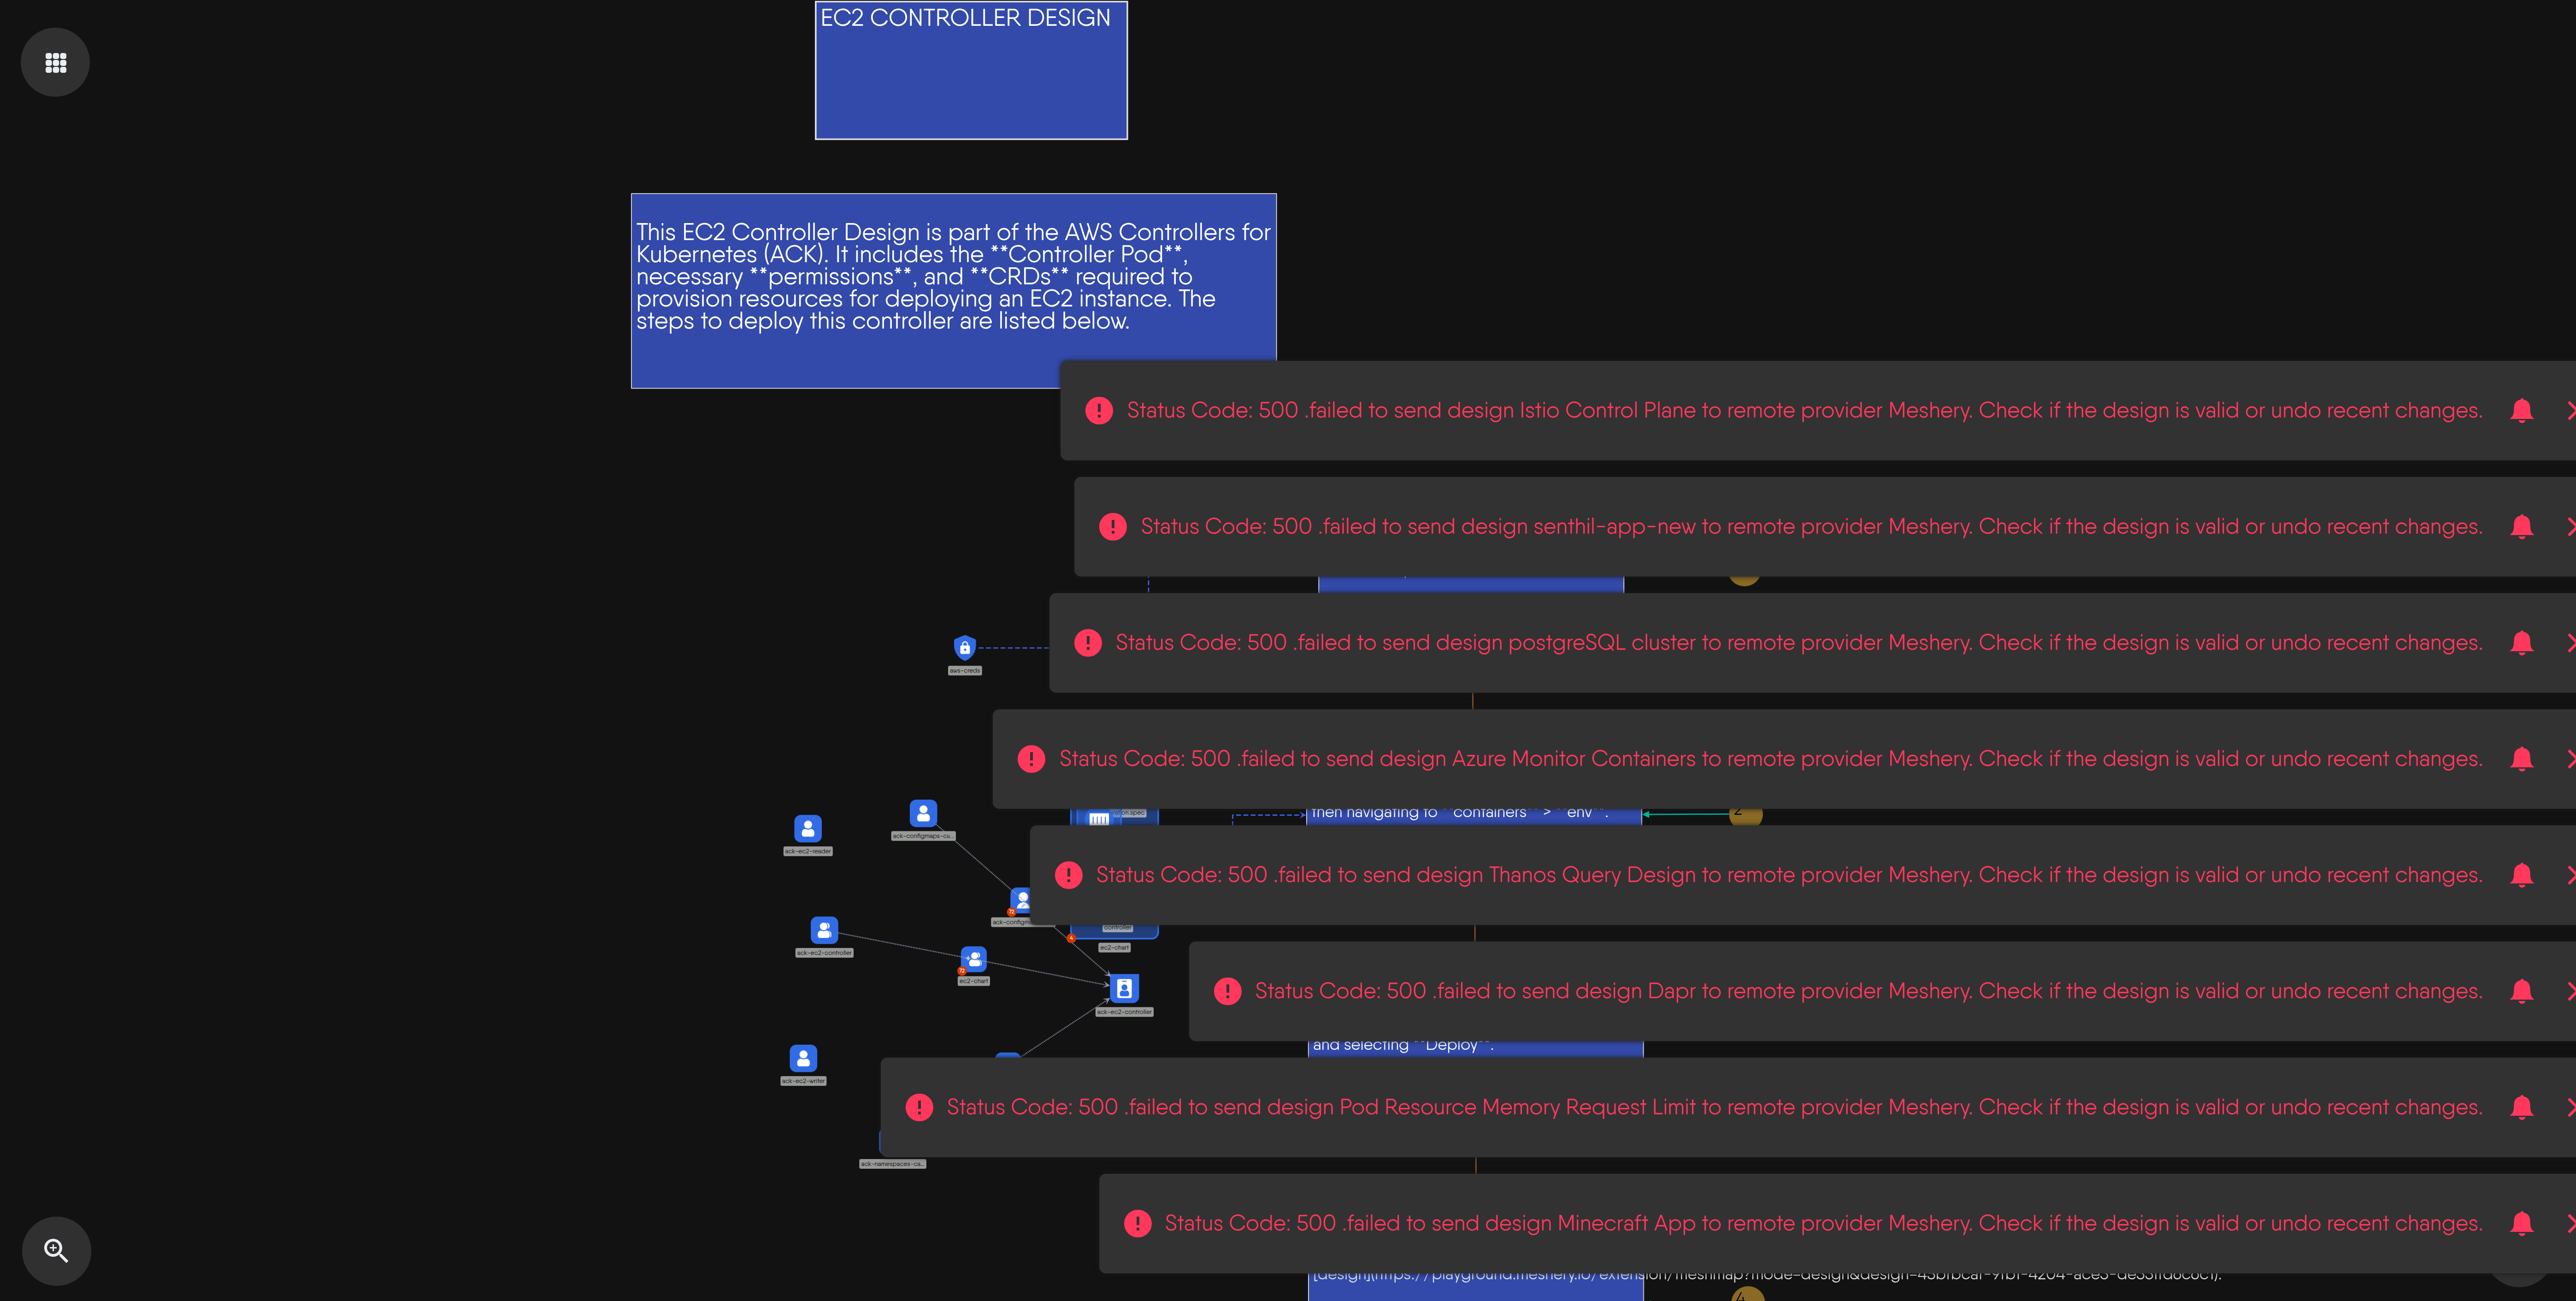 EC2 CONTROLLER DESIGN
This EC2 Controller Design is part of the AWS Controllers for
Kubernetes (ACK). It includes the **Controller Pod**,
necessary **permissions**, and **CRDs** required to
provision resources for deploying an EC2 instance. The
steps to deploy this controller are listed below.
Status Code: 500 .failed to send design Istio Control Plane to remote provider Meshery. Check if the design is valid or undo recent changes.
Status Code: 500 .failed to send design senthil-app-new to remote provider Meshery. Check if the design is valid or undo recent changes.
Status Code: 500 .failed to send design postgreSQL cluster to remote provider Meshery. Check if the design is valid or undo recent changes.
aws-creds
Status Code: 500 .failed to send design Azure Monitor Containers to remote provider Meshery. Check if the design is valid or undo recent changes.
then navigating to **containers** > **env**.
2
ack-configmaps-ca...
ack-ec2-reader
Status Code: 500 .failed to send design Thanos Query Design to remote provider Meshery. Check if the design is valid or undo recent changes.
72
controller
4
ec2-chart
ack-ec2-controller
72
ec2-chart
Status Code: 500 .failed to send design Dapr to remote provider Meshery. Check if the design is valid or undo recent changes.
ack-ec2-controller
and selecting **Deploy**.
ack-ec2-writer
Status Code: 500 .failed to send design Pod Resource Memory Request Limit to remote provider Meshery. Check if the design is valid or undo recent changes.
ack-namespaces-ca...
Status Code: 500 .failed to send design Minecraft App to remote provider Meshery. Check if the design is valid or undo recent changes.
4